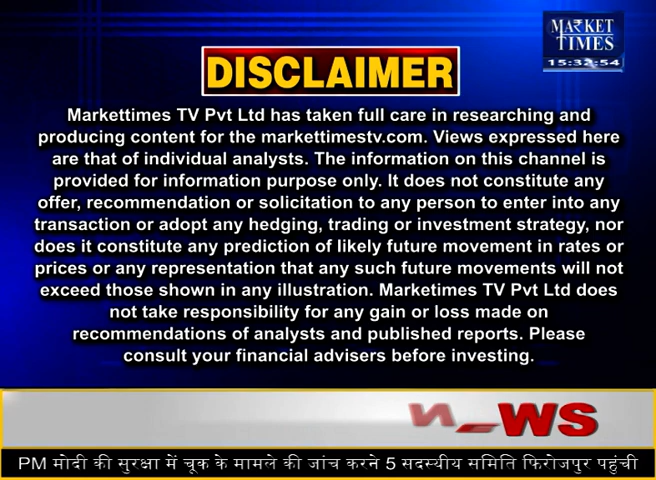 MARKET
TIMES
15:32:54
DISCLAIMER
Markettimes TV Pvt Ltd has taken full care in researching and
producing content for the markettimestv.com. Views expressed here
are that of individual analysts. The information on this channel is
provided for information purpose only. It does not constitute any
offer, recommendation or solicitation to any person to enter into any
transaction or adopt any hedging, trading or investment strategy, nor
does it constitute any prediction of likely future movement in rates or
prices or any representation that any such future movements will not
exceed those shown in any illustration. Marketimes TV Pvt Ltd does
not take responsibility for any gain or loss made on
recommendations of analysts and published reports. Please
consult your financial advisers before investing.
PM मोदी की सुरक्षा में चूक के मामले की जांच करने 5 सदस्यीय समिति फिरोजपुर पहुंची